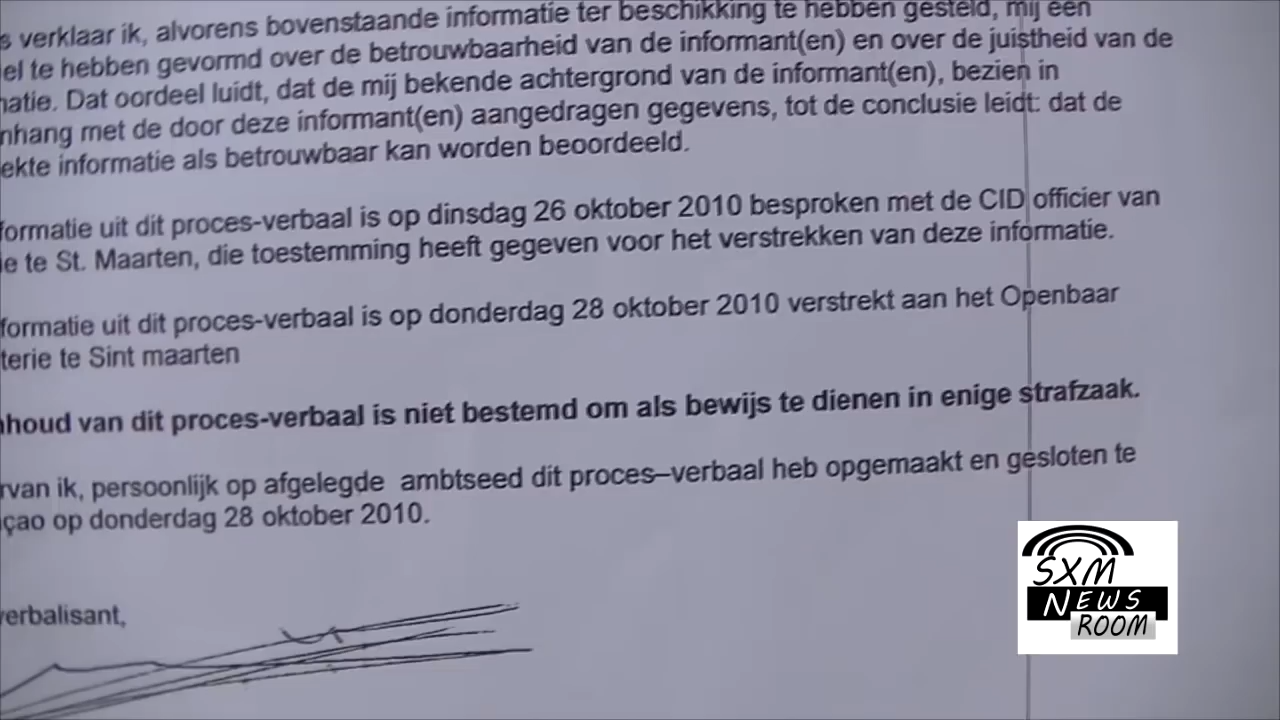 s verklaar ik, alvorens bovenstaande informatie ter beschikking te hebben gesteld, mij een
el te hebben gevormd over de betrouwbaarheid van de informant(en) en over de juistheid van de
natie. Dat oordeel luidt, dat de mij bekende achtergrond van de informant(en), bezien in
nhang met de door deze informant(en) aangedragen gegevens, tot de conclusie leidt: dat de
ekte informatie als betrouwbaar kan worden beoordeeld.
formatie uit dit proces-verbaal is op dinsdag 26 oktober 2010 besproken met de CID officier van
ie te St. Maarten, die toestemming heeft gegeven voor het verstrekken van deze informatie.
formatie uit dit proces-verbaal is op donderdag 28 oktober 2010 verstrekt aan het Openbaar
terie te Sint maarten
nhoud van dit proces-verbaal is niet bestemd om als bewijs te dienen in enige strafzaak.
rvan ik, persoonlijk op afgelegde ambtseed dit proces–verbaal heb opgemaakt en gesloten te
çao op donderdag 28 oktober 2010.
verbalisant,
SXM
NEWS
ROOM